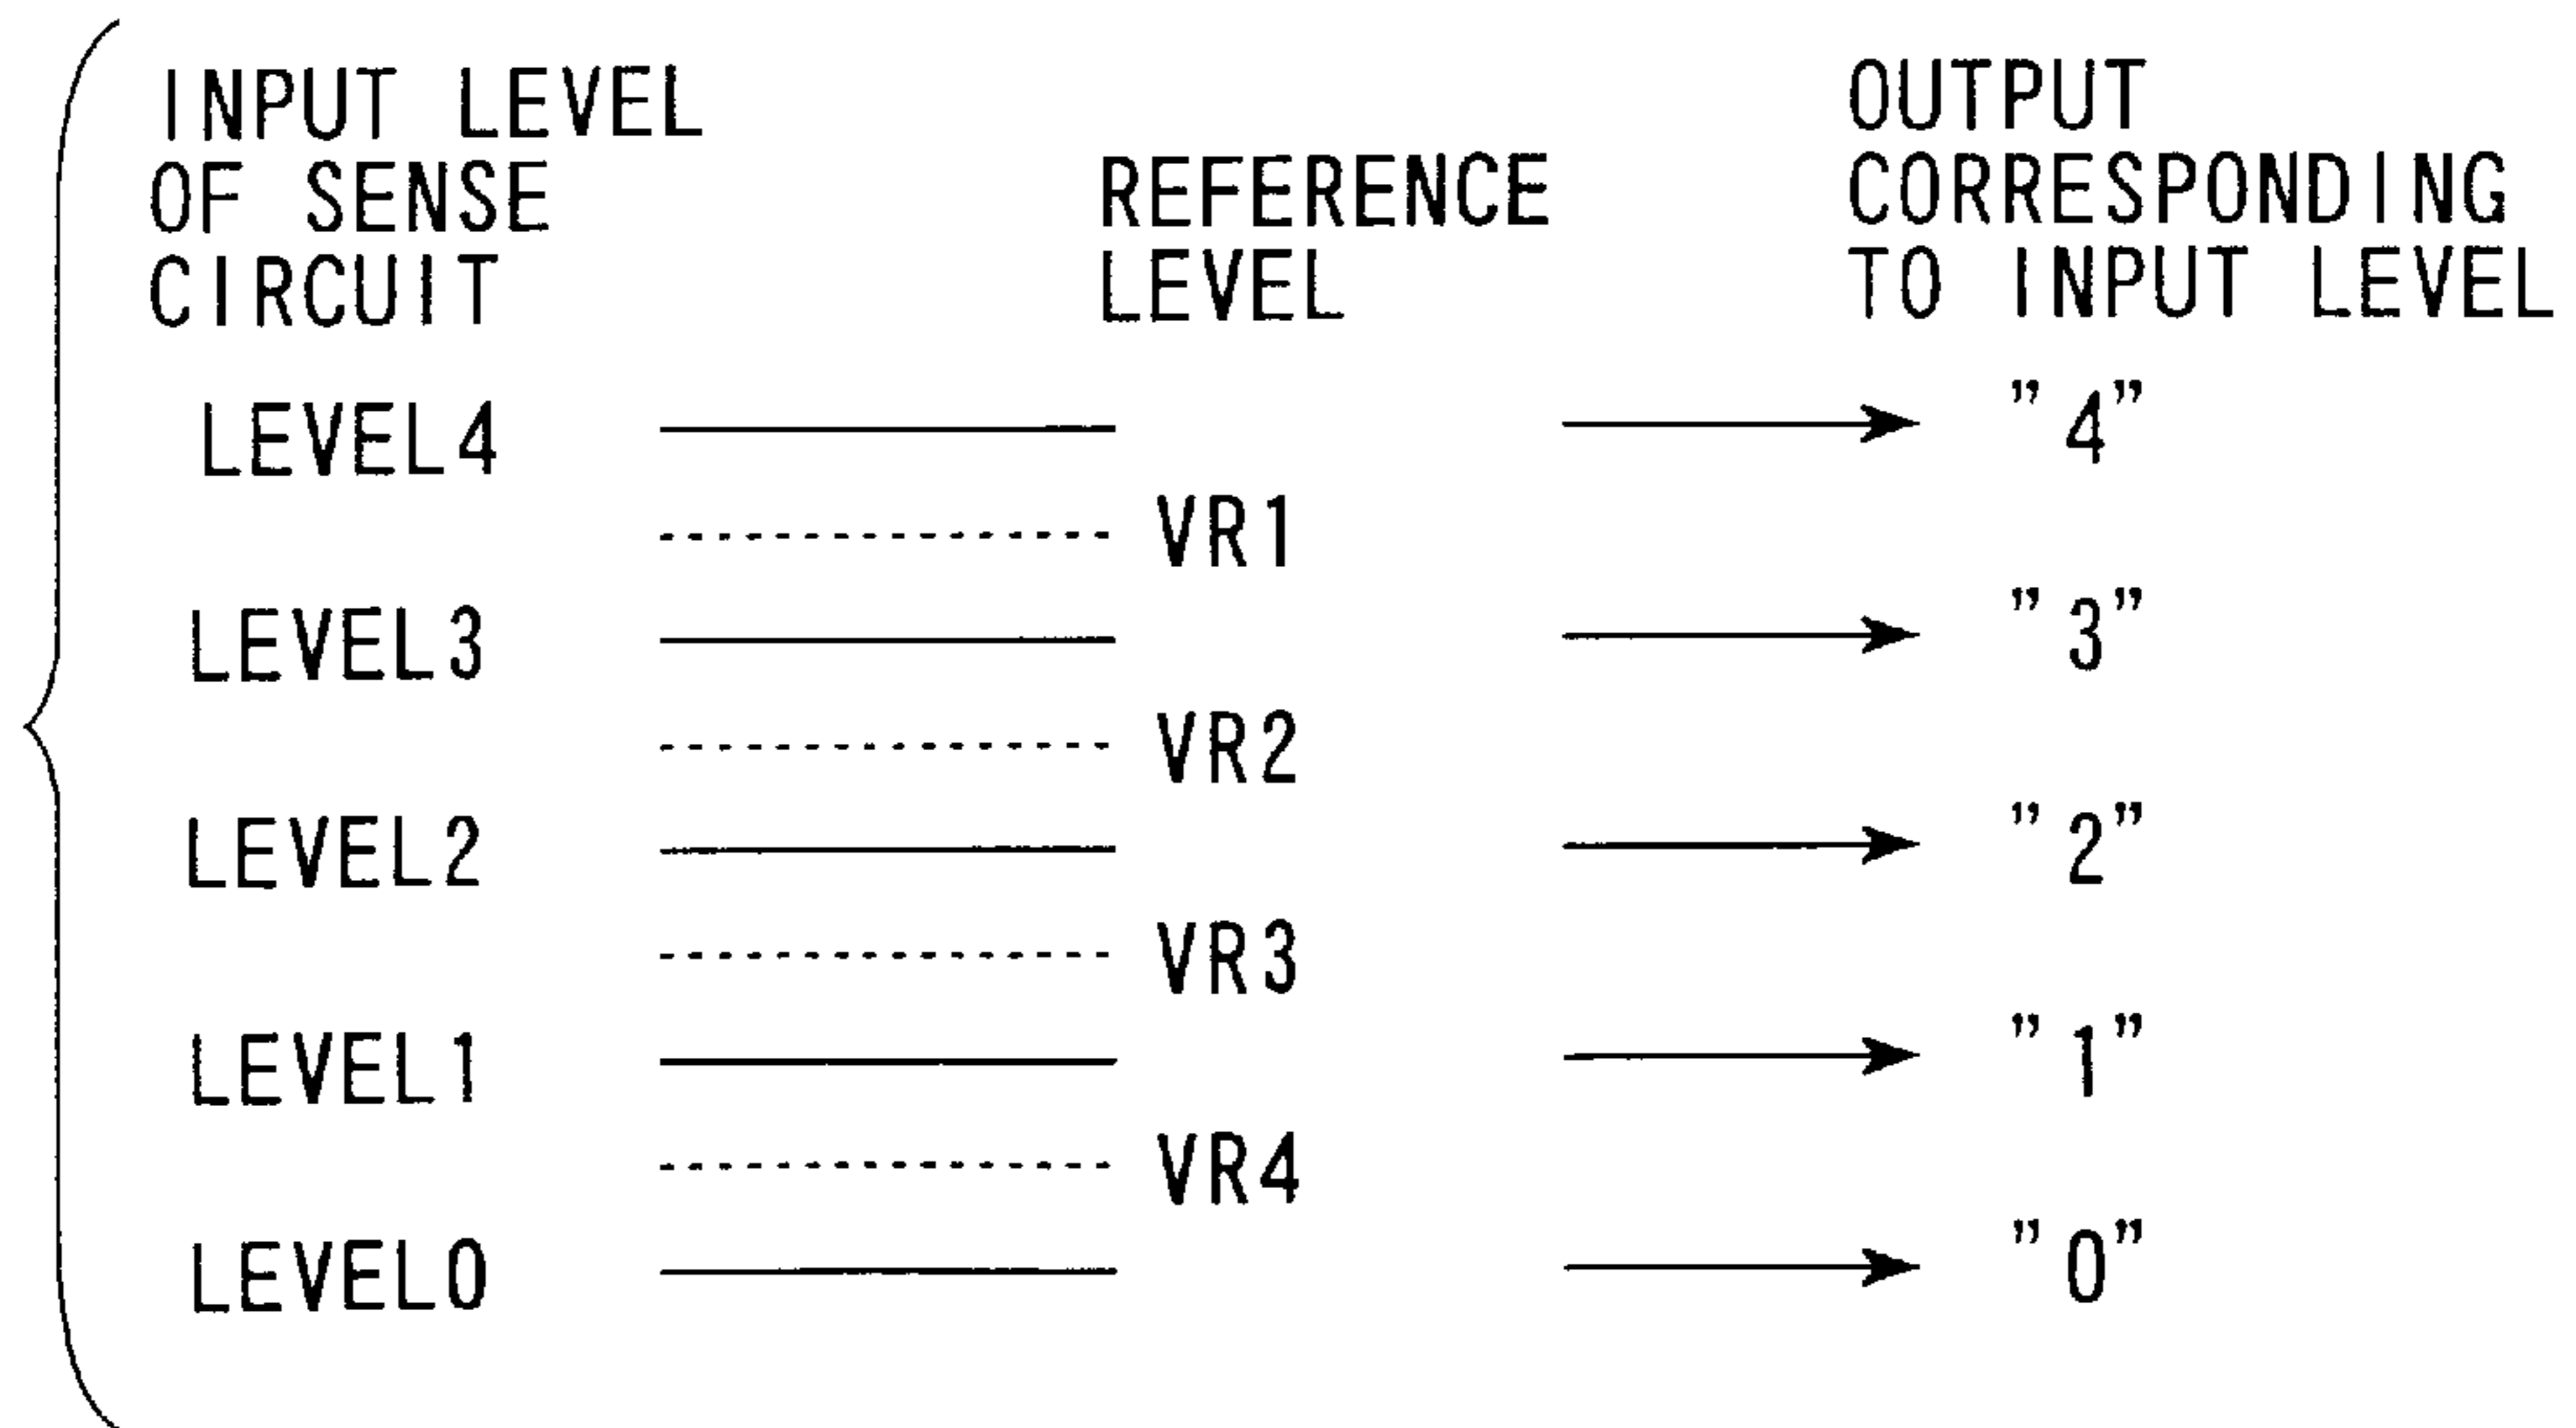 INPUT LEVEL
OF SENSE
CIRCUIT
REFERENCE
LEVEL
OUTPUT
CORRESPONDING
TO INPUT LEVEL
LEVEL4
"4"
VR1
LEVEL3
"3"
VR2
LEVEL2
"2"
VR3
LEVEL1
"1"
VR4
LEVEL0
"0"